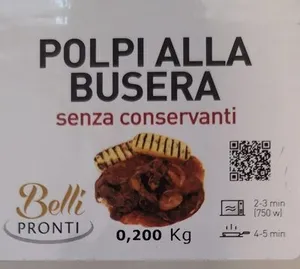 POLPI ALLA
BUSERA
senza conservanti
Belli
PRONTI
0,200 Kg
2-3 min
(750 w)
4-5 min